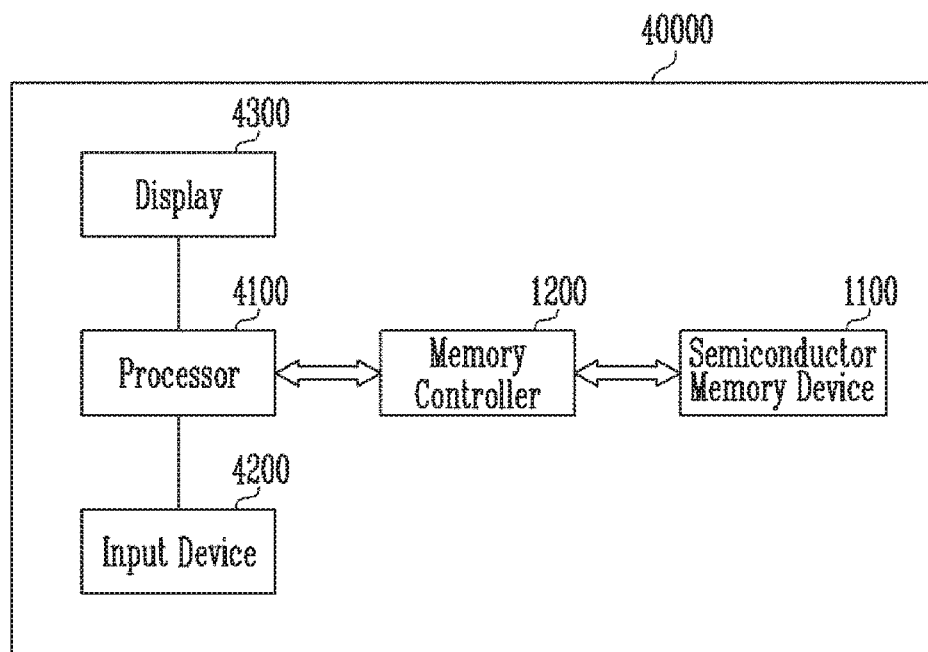 40000
4300
Display
4100
Processor
1200
Memory
Controller
1100
Semiconductor
Memory Device
4200
Input Device